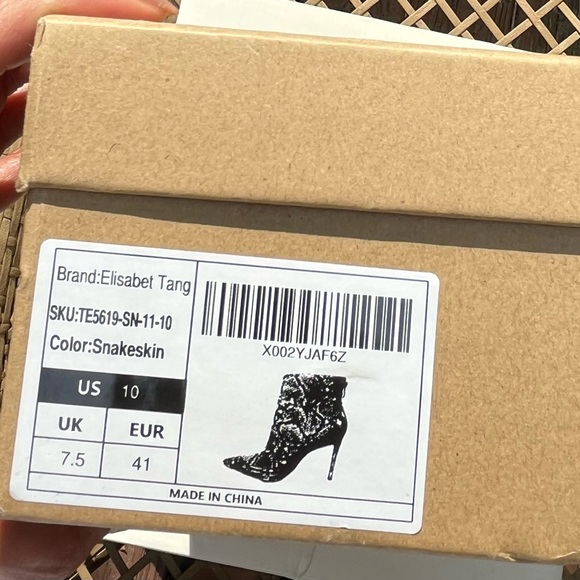 Brand:Elisabet Tang
SKU:TE5619-SN-11-10
Color:Snakeskin
US 10
UK EUR
7.5 41
X002YJAF6Z
MADE IN CHINA